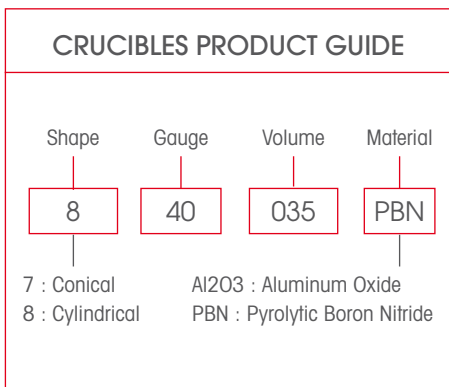 CRUCIBLES PRODUCT GUIDE
Shape Gauge Volume Material
8 40 035 PBN
7 : Conical Al2O3 : Aluminum Oxide
8 : Cylindrical PBN : Pyrolytic Boron Nitride